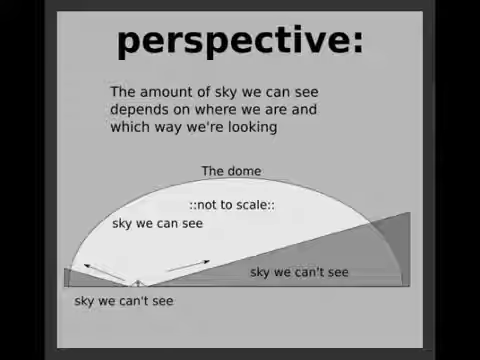 perspective:
The amount of sky we can see
depends on where we are and
which way we're looking
The dome
::not to scale::
sky we can see
sky we can't see
sky we can't see